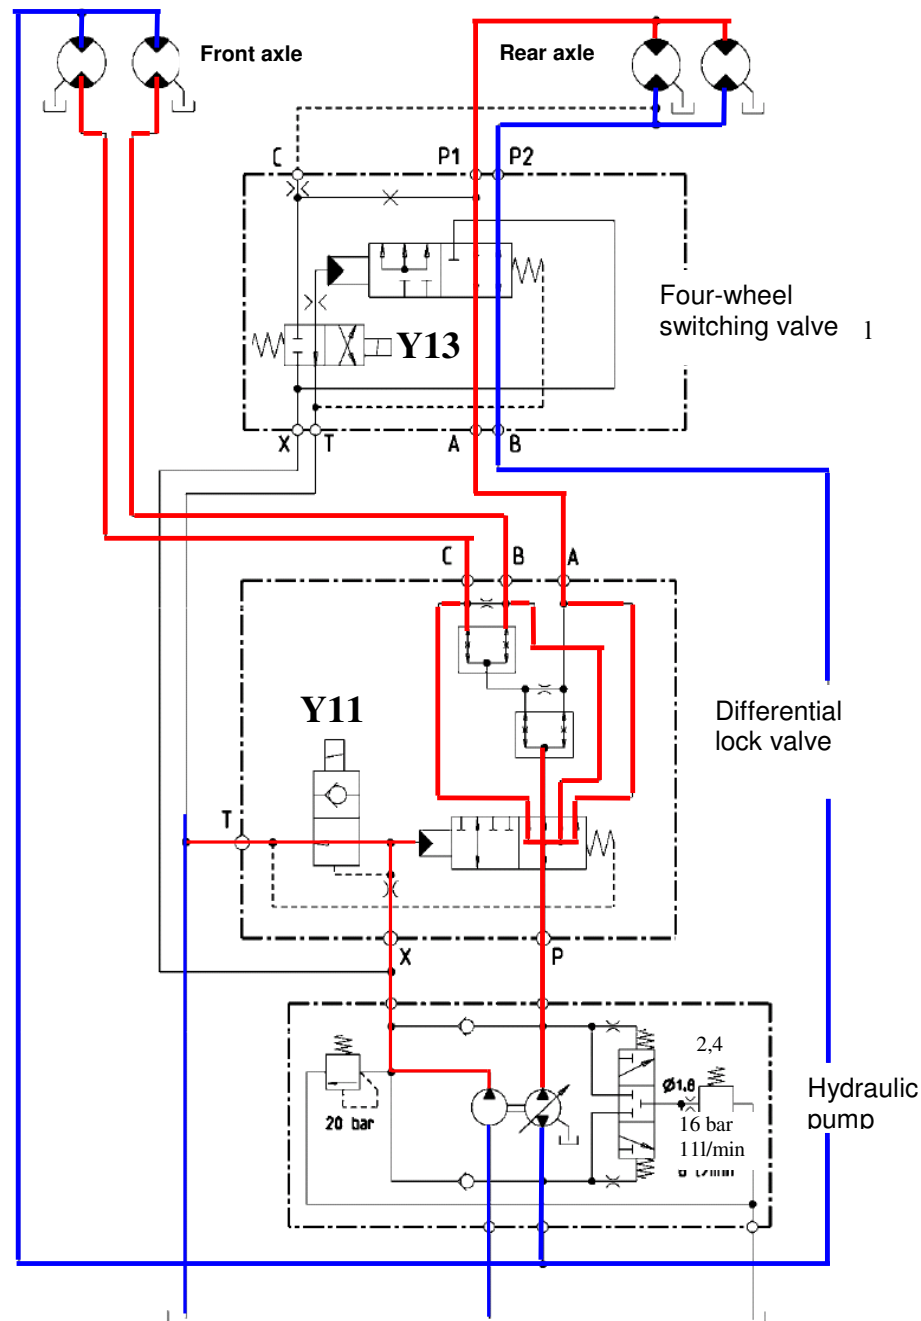 Front axle
Rear axle
C
P1
P2
Four-wheel
switching valve 1
Y13
X
T
A
B
C
B
A
Y11
Differential
lock valve
T
X
P
2,4
Ø1,8
20 bar
16 bar
11l/min
Hydraulic
pump